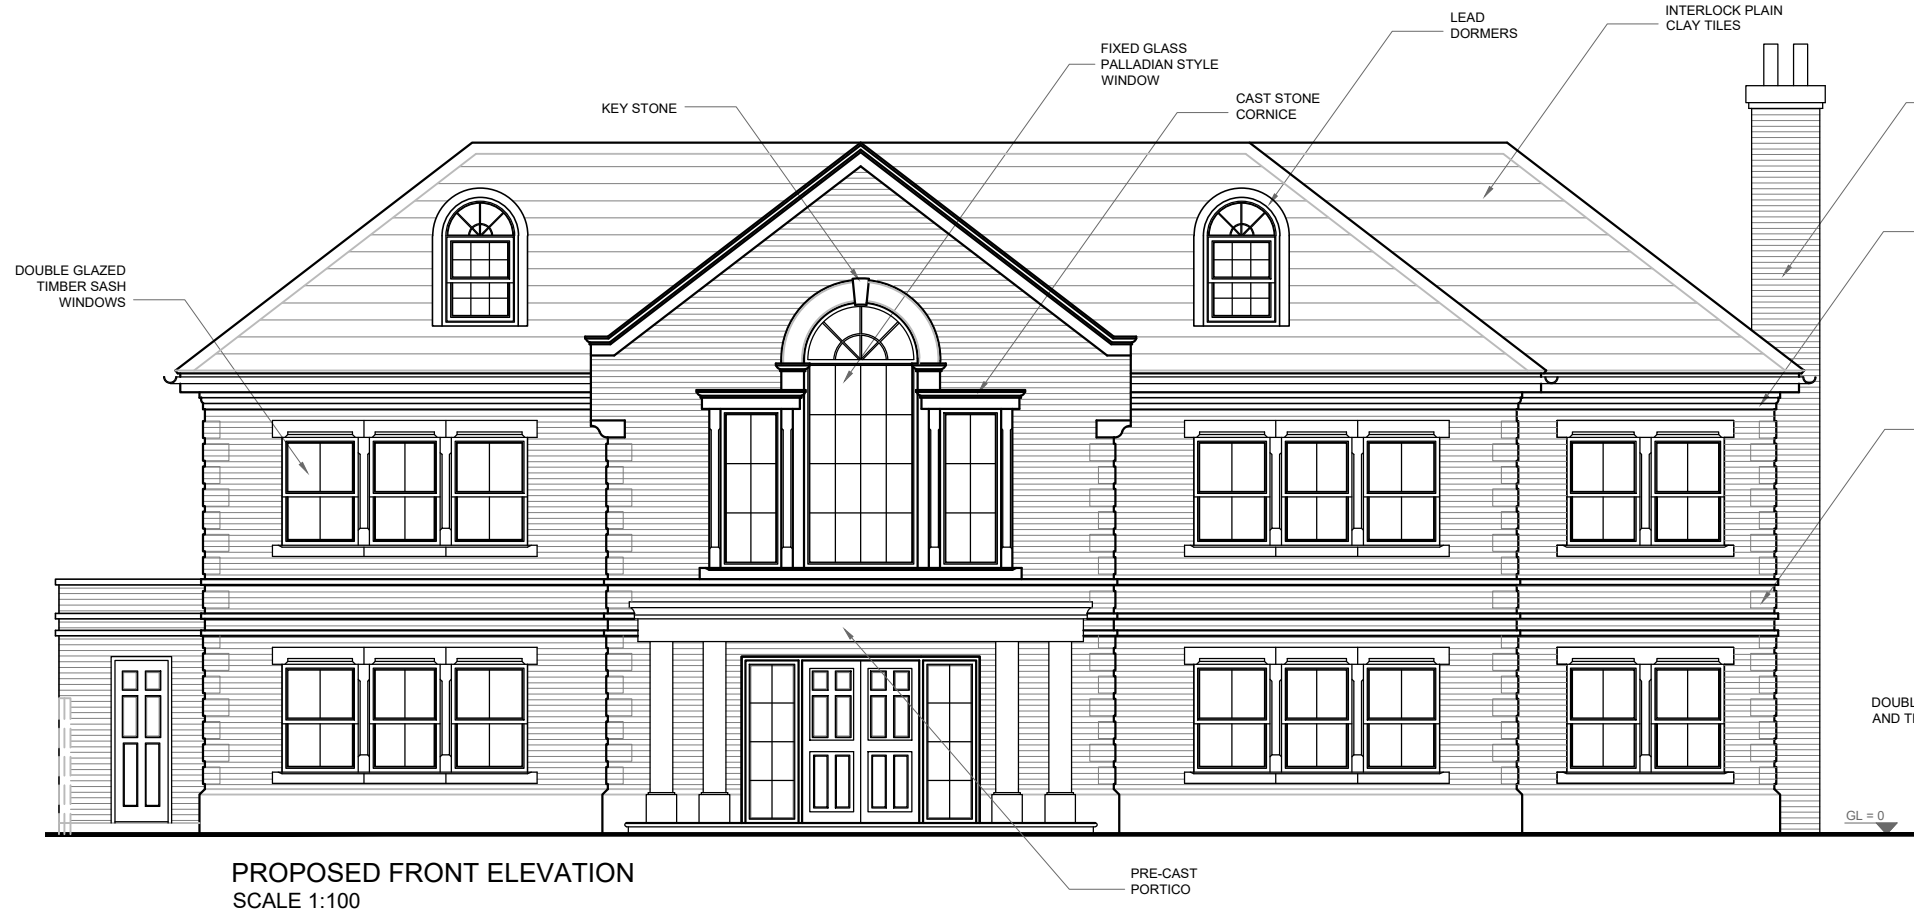 INTERLOCK PLAIN
CLAY TILES
LEAD
DORMERS
FIXED GLASS
PALLADIAN STYLE
WINDOW
CAST STONE
CORNICE
KEY STONE
DOUBLE GLAZED
TIMBER SASH
WINDOWS
AND
GL = 0
PRE-CAST
PORTICO
PROPOSED FRONT ELEVATION
SCALE 1:100